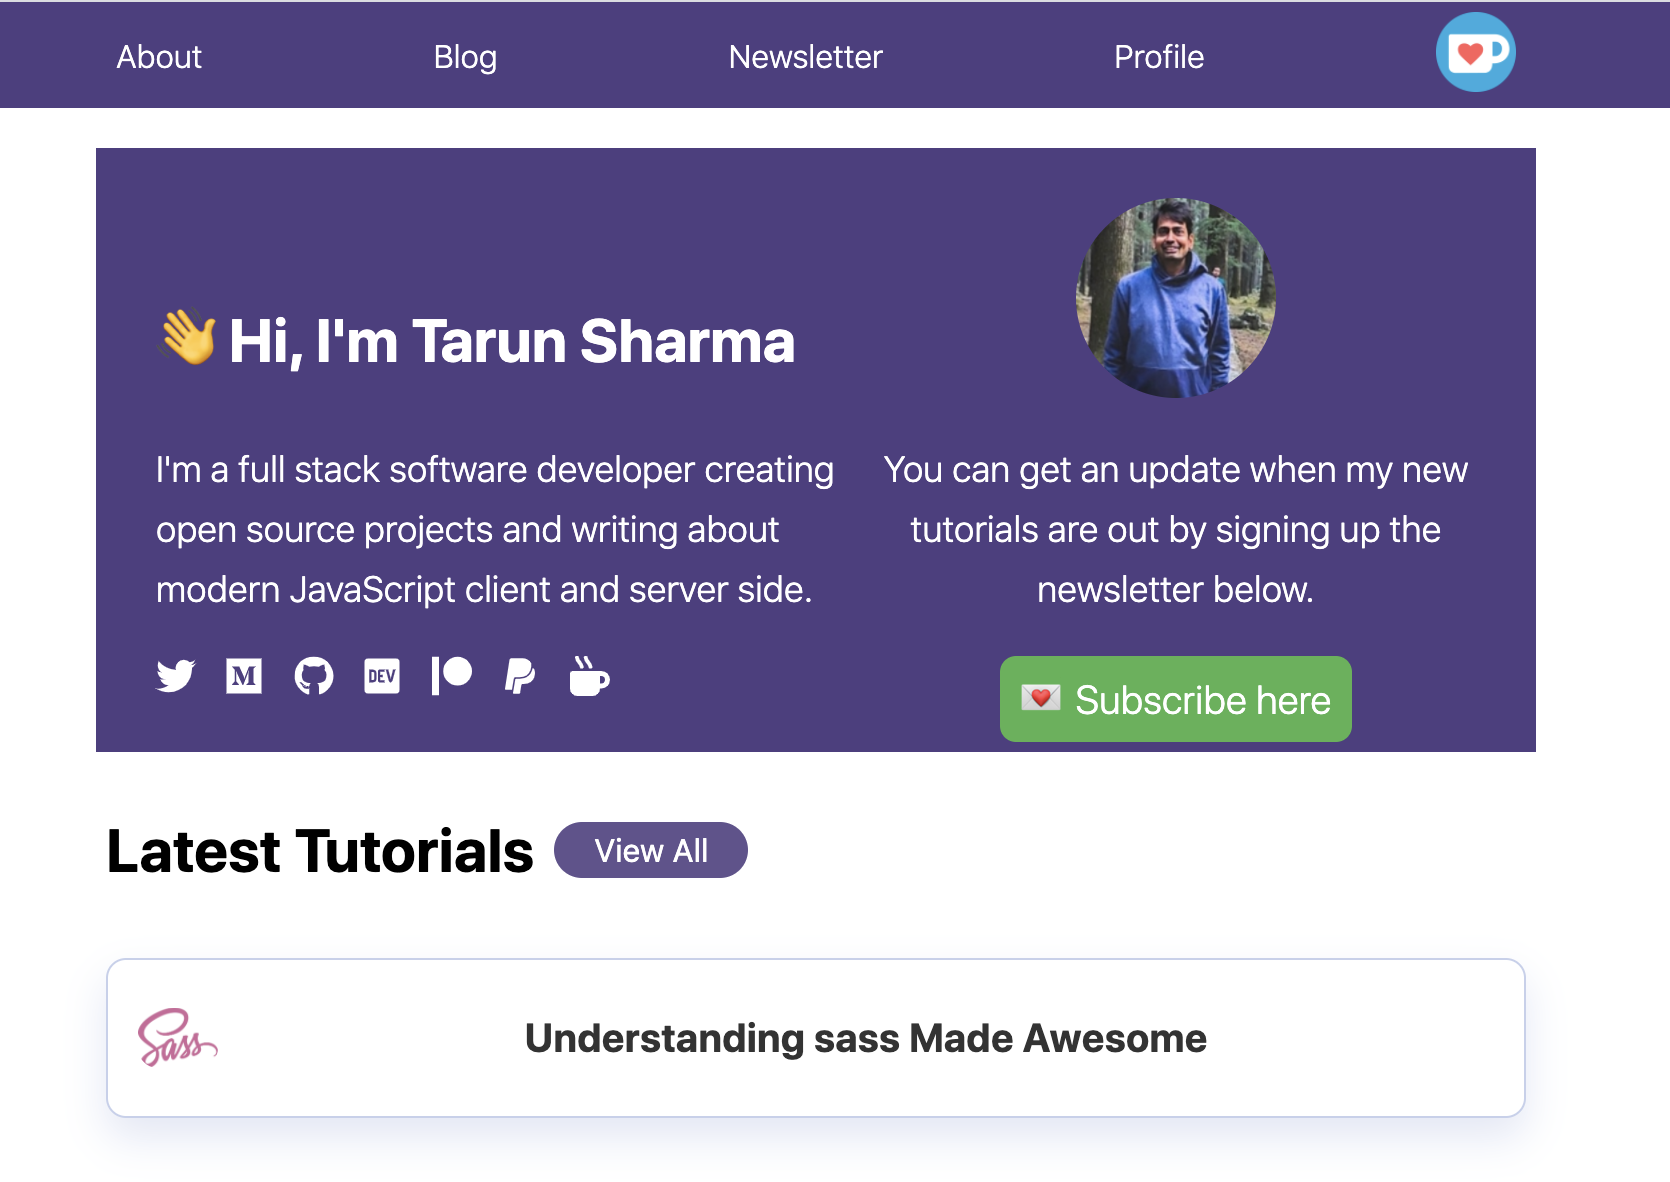 About
Blog
Newsletter
Profile
Hi, I'm Tarun Sharma
I'm a full stack software developer creating
open source projects and writing about
modern JavaScript client and server side.
M
DEV
You can get an update when my new
tutorials are out by signing up the
newsletter below.
Subscribe here
Latest Tutorials
View All
Sass
Understanding sass Made Awesome